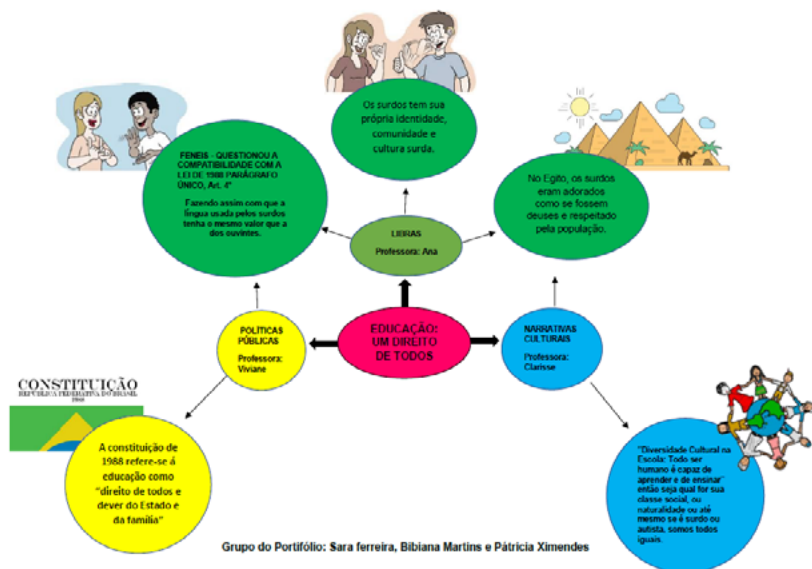 Os surdos tem sua
própria identidade,
comunidade e
cultura surda.
FENEIS - QUESTIONOU A
COMPATIBILIDADE COM A
LEI DE 1988 PARÁGRAFO
ÚNICO, Art. 4°
Fazendo assim com que a
língua usada pelos surdos
tenha o mesmo valor que a
dos ouvintes.
No Egito, os surdos
eram adorados
como se fossem
deuses e respeitado
pela população.
LIBRAS
Professora: Ana
POLÍTICAS
PÚBLICAS
Professora:
Viviane
EDUCAÇÃO:
UM DIREITO
DE TODOS
NARRATIVAS
CULTURAIS
Professora:
Clarisse
CONSTITUIÇÃO
REPÚBLICA FEDERATIVA DO BRASIL
1988
A constituição de
1988 refere-se á
educação como
"direito de todos e
dever do Estado e
da família"
"Diversidade Cultural na
Escola: Todo ser
humano é capaz de
aprender e de ensinar"
então seja qual for sua
classe social, ou
naturalidade ou até
mesmo se é surdo ou
autista, somos todos
iguais.
Grupo do Portifólio: Sara ferreira, Bibiana Martins e Pátricia Ximendes